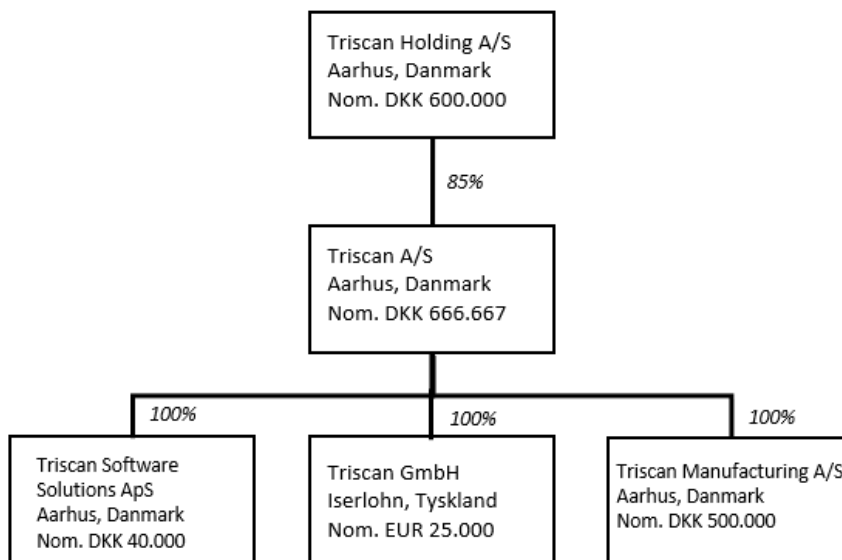 Triscan Holding A/S
Aarhus, Danmark
Nom. DKK 600.000
85%
Triscan A/S
Aarhus, Danmark
Nom. DKK 666.667
100%
100%
100%
Triscan Software
Solutions ApS
Aarhus, Danmark
Nom. DKK 40.000
Triscan GmbH
Iserlohn, Tyskland
Nom. EUR 25.000
Triscan Manufacturing A/S
Aarhus, Danmark
Nom. DKK 500.000